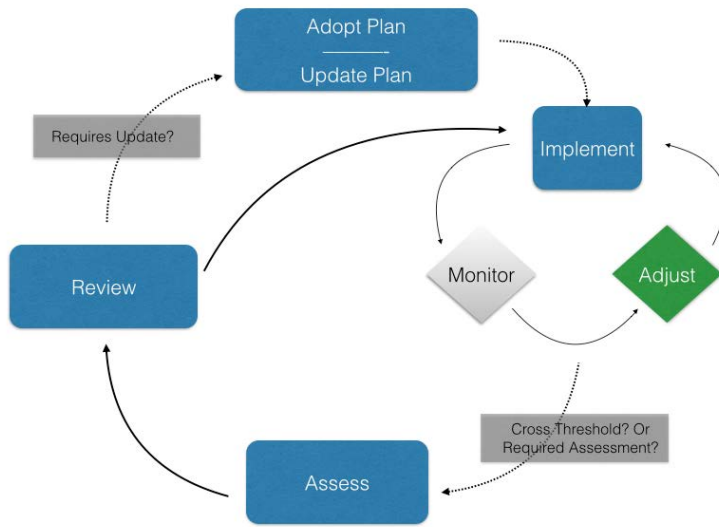 Adopt Plan
————-
Update Plan
Requires Update?
Implement
Monitor
Adjust
Review
Cross Threshold? Or
Required Assessment?
Assess